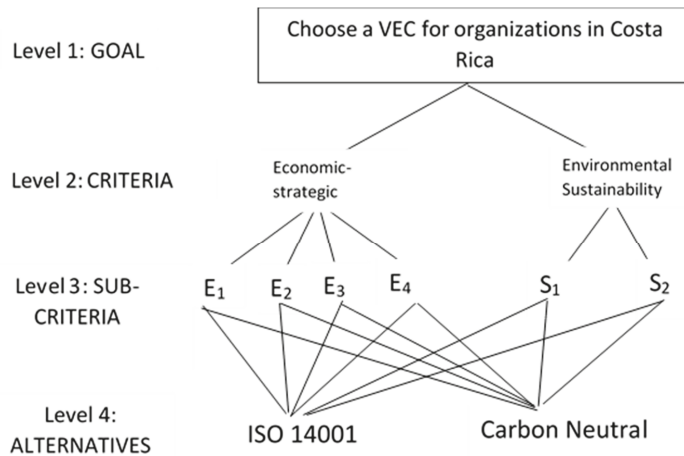 Level 1: GOAL
Choose a VEC for organizations in Costa
Rica
Level 2: CRITERIA
Economic-
strategic
Environmental
Sustainability
Level 3: SUB-
CRITERIA
E₁ E₂ E₃ E₄ S₁ S₂
Level 4:
ALTERNATIVES
ISO 14001
Carbon Neutral